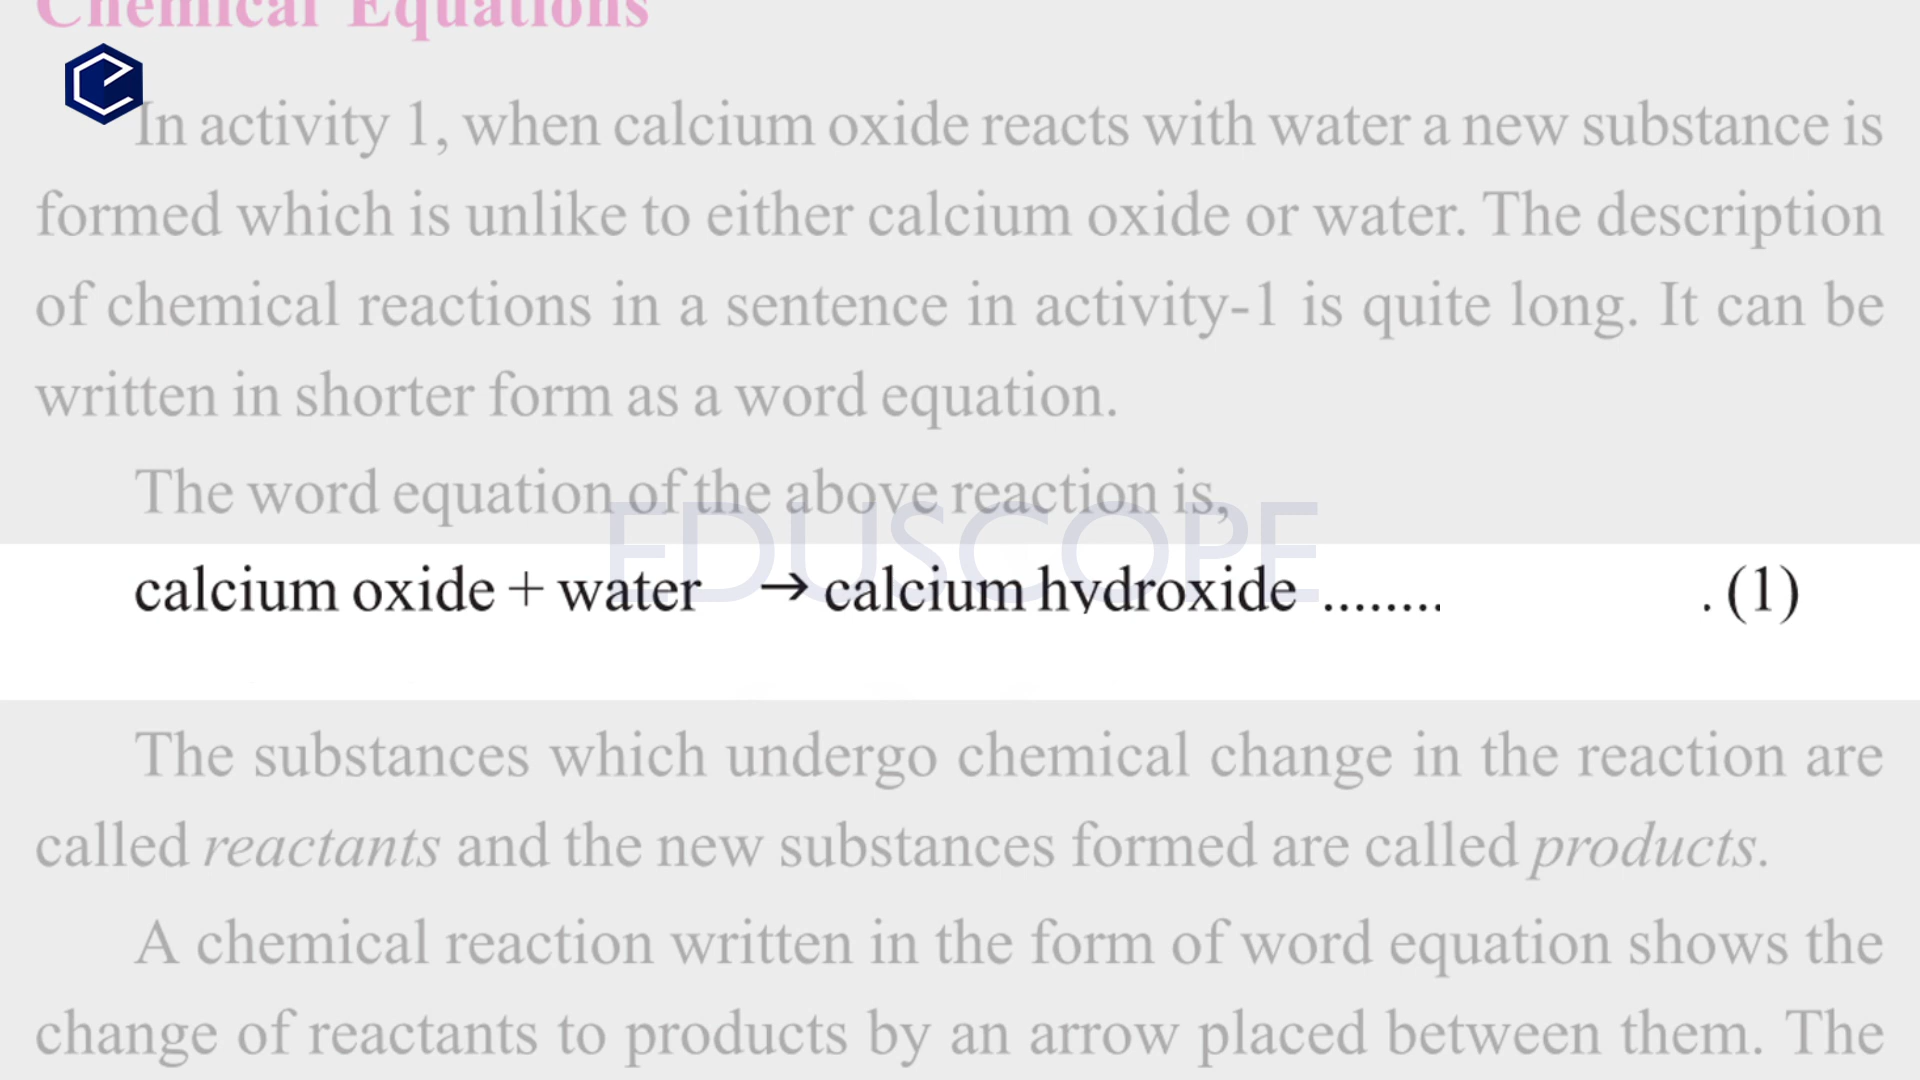 Chemical Equations
In activity 1, when calcium oxide reacts with water a new substance is
formed which is unlike to either calcium oxide or water. The description
of chemical reactions in a sentence in activity-1 is quite long. It can be
written in shorter form as a word equation.
The word equation of the above reaction is,
EDUSCOPE
calcium oxide + water → calcium hydroxide ........ . (1)
The substances which undergo chemical change in the reaction are
called reactants and the new substances formed are called products.
A chemical reaction written in the form of word equation shows the
change of reactants to products by an arrow placed between them. The